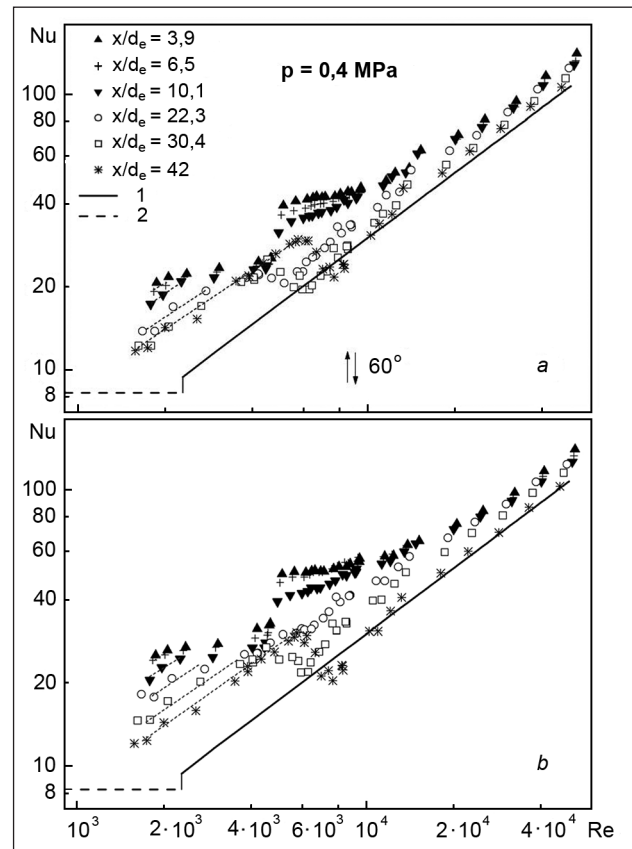 Nu
x/dₑ = 3,9
x/dₑ = 6,5
x/dₑ = 10,1
x/dₑ = 22,3
x/dₑ = 30,4
x/dₑ = 42
1
2
p = 0,4 MPa
100
80
60
40
20
10
8
60°
a
Nu
100
80
60
40
20
10
8
b
10³
2·10³
4·10³
6·10³
10⁴
2·10⁴
4·10⁴
Re